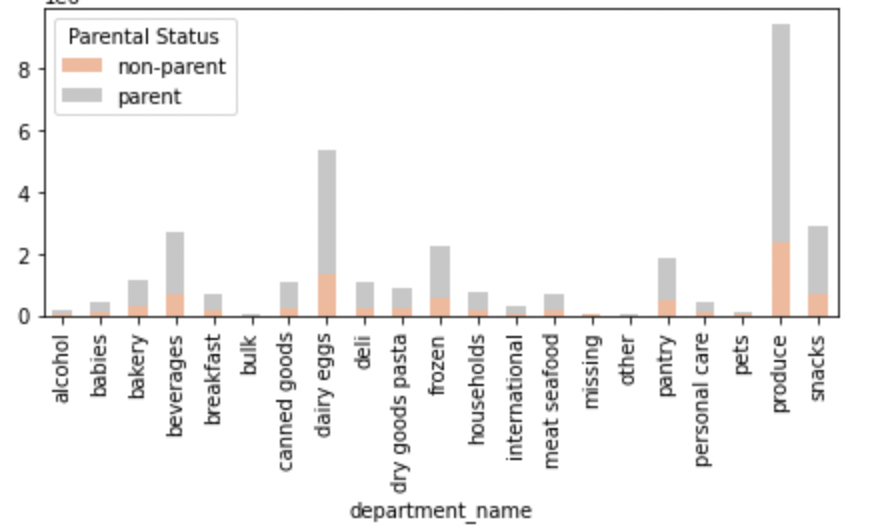 1e6
Parental Status
non-parent
parent
8
6
4
2
0
alcohol
babies
bakery
beverages
breakfast
bulk
canned goods
dairy eggs
deli
dry goods pasta
frozen
households
international
meat seafood
missing
other
pantry
personal care
pets
produce
snacks
department_name